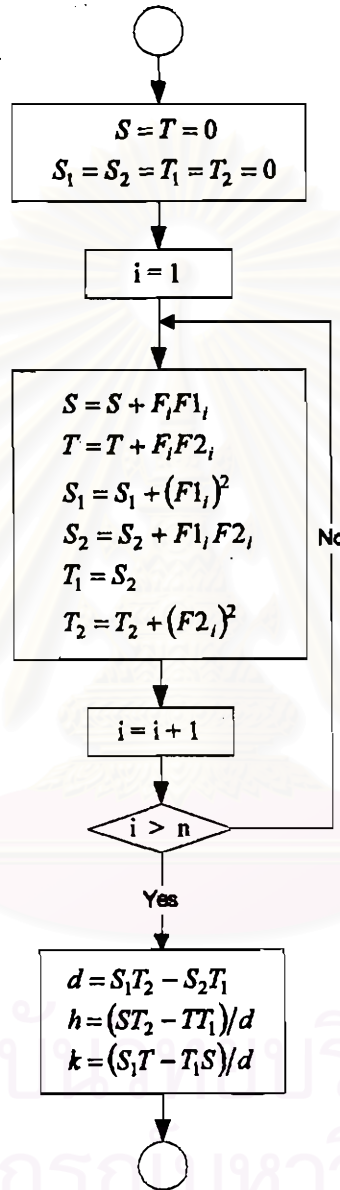 S = T = 0
S₁ = S₂ = T₁ = T₂ = 0
i = 1
S = S + FᵢF1ᵢ
T = T + FᵢF2ᵢ
S₁ = S₁ + (F1ᵢ)²
S₂ = S₂ + F1ᵢF2ᵢ
No
T₁ = S₂
T₂ = T₂ + (F2ᵢ)²
i = i + 1
i > n
Yes
d = S₁T₂ − S₂T₁
h = (ST₂ − TT₁)/d
k = (S₁T − T₁S)/d